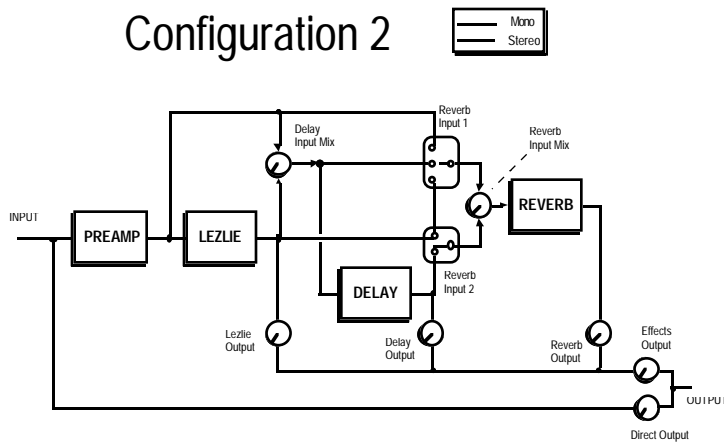 Configuration 2
Mono
Stereo
Reverb
Input 1
Delay
Input Mix
Reverb
Input Mix
INPUT
PREAMP
LEZLIE
REVERB
DELAY
Reverb
Input 2
Lezlie
Output
Delay
Output
Reverb
Output
Effects
Output
OUTPUT
Direct Output